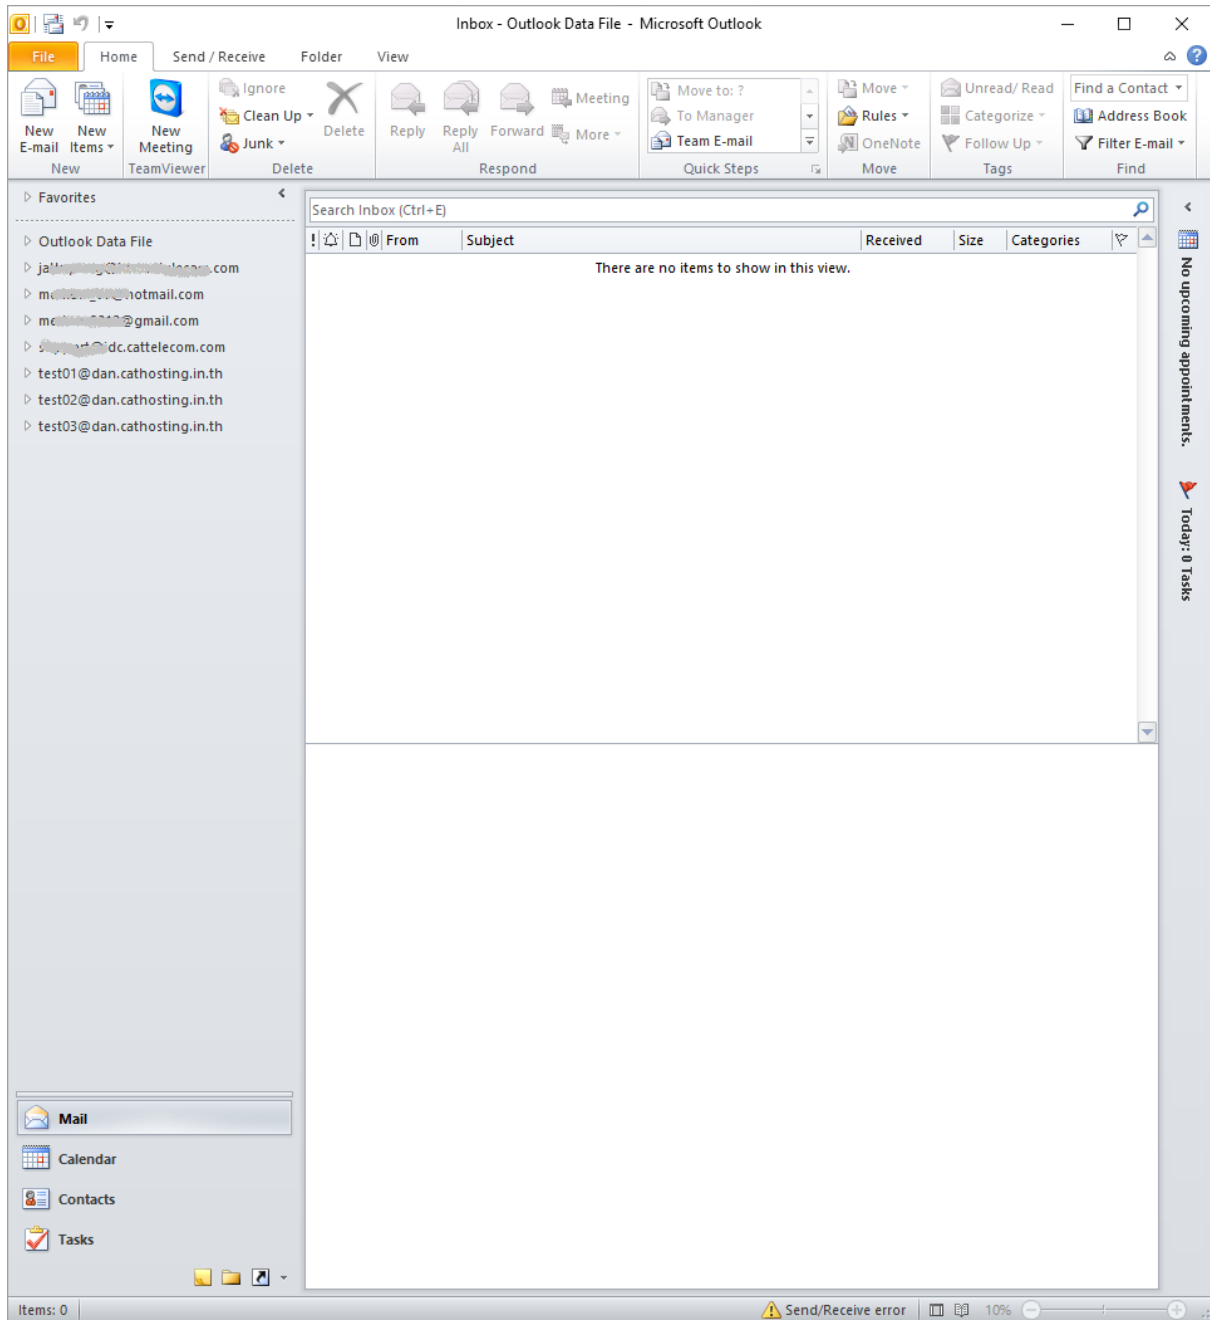 Inbox - Outlook Data File - Microsoft Outlook
File Home Send / Receive Folder View
New E-mail
New Items
New
New Meeting
TeamViewer
Ignore
Clean Up
Junk
Delete
Delete
Reply
Reply All
Forward
Meeting
More
Respond
Move to: ?
To Manager
Team E-mail
Quick Steps
Move
Rules
OneNote
Move
Unread/ Read
Categorize
Follow Up
Tags
Find a Contact
Address Book
Filter E-mail
Find
Favorites
Outlook Data File
.com
hotmail.com
@gmail.com
idc.cattelecom.com
test01@dan.cathosting.in.th
test02@dan.cathosting.in.th
test03@dan.cathosting.in.th
Search Inbox (Ctrl+E)
! From Subject Received Size Categories
There are no items to show in this view.
No upcoming appointments.
Today: 0 Tasks
Mail
Calendar
Contacts
Tasks
Items: 0 Send/Receive error 10%